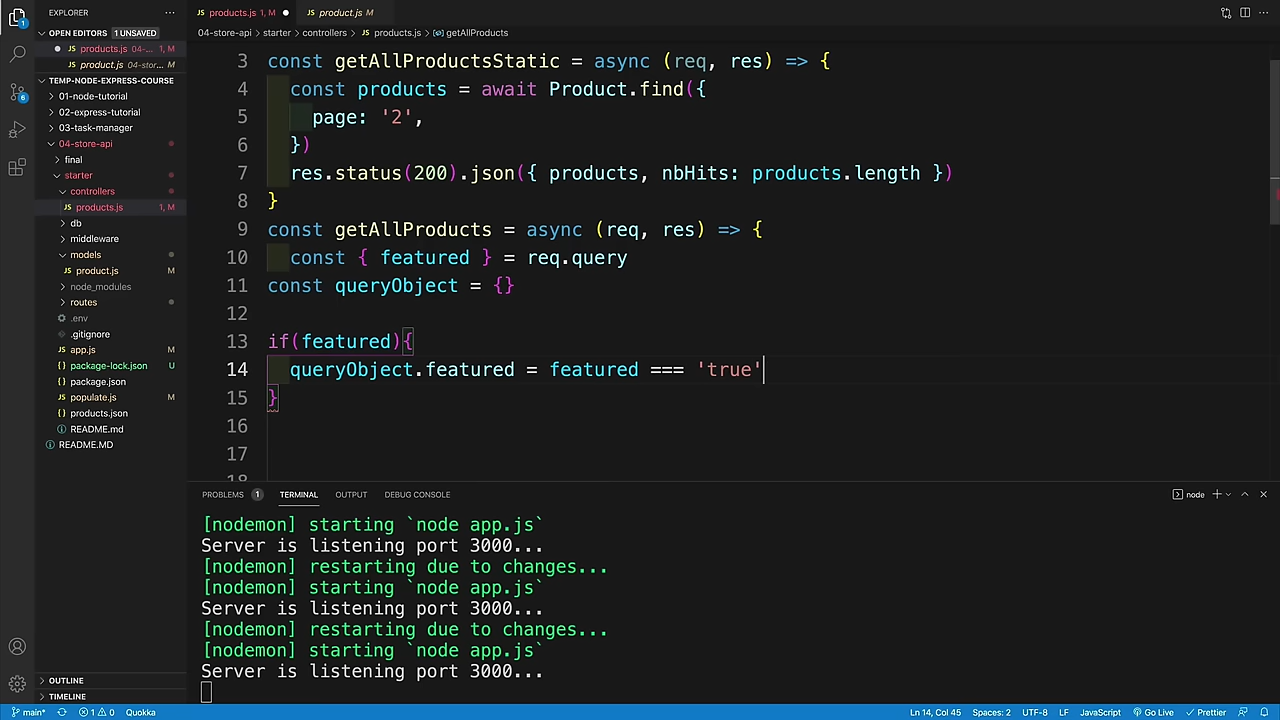 EXPLORER
OPEN EDITORS 1 UNSAVED
products.js 04-... 1, M
product.js 04-stor... M
TEMP-NODE-EXPRESS-COURSE
01-node-tutorial
02-express-tutorial
03-task-manager
04-store-api
final
starter
controllers
products.js 1, M
db
middleware
models
product.js M
node_modules
routes
.env
.gitignore
app.js M
package-lock.json U
package.json
populate.js M
products.json
README.md
README.MD
OUTLINE
TIMELINE
products.js 1, M
product.js M
04-store-api > starter > controllers > products.js > getAllProducts
3 const getAllProductsStatic = async (req, res) => {
4 const products = await Product.find({
5 page: '2',
6 })
7 res.status(200).json({ products, nbHits: products.length })
8 }
9 const getAllProducts = async (req, res) => {
10 const { featured } = req.query
11 const queryObject = {}
12
13 if(featured){
14 queryObject.featured = featured === 'true'
15 }
16
17
18
PROBLEMS 1 TERMINAL OUTPUT DEBUG CONSOLE
node
[nodemon] starting `node app.js`
Server is listening port 3000...
[nodemon] restarting due to changes...
[nodemon] starting `node app.js`
Server is listening port 3000...
[nodemon] restarting due to changes...
[nodemon] starting `node app.js`
Server is listening port 3000...
main* 1 0 Quokka Ln 14, Col 45 Spaces: 2 UTF-8 LF JavaScript Go Live Prettier